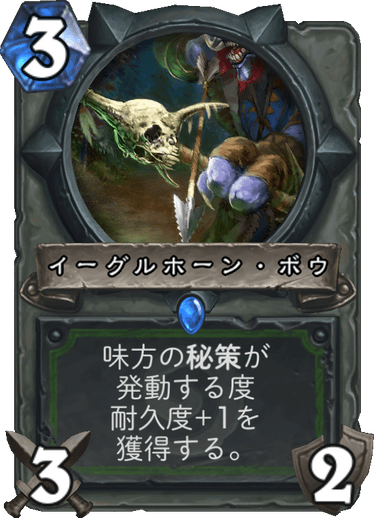 3
イーグルホーン・ボウ
味方の秘策が
発動する度
耐久度+1を
獲得する。
3
2